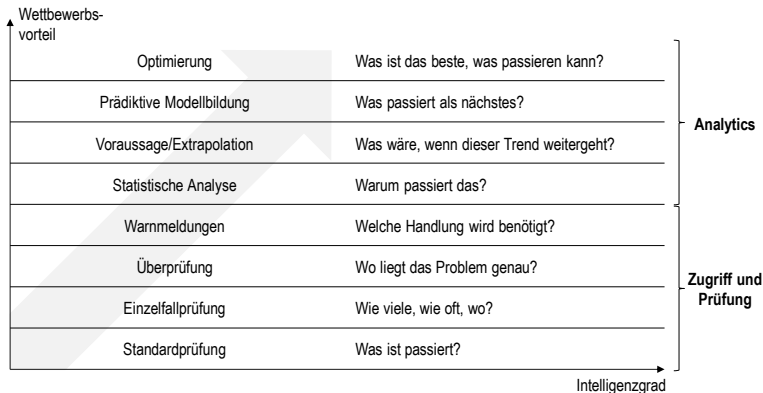 Wettbewerbs-
vorteil
Optimierung Was ist das beste, was passieren kann?
Prädiktive Modellbildung Was passiert als nächstes?
Voraussage/Extrapolation Was wäre, wenn dieser Trend weitergeht?
Statistische Analyse Warum passiert das?
Analytics
Warnmeldungen Welche Handlung wird benötigt?
Überprüfung Wo liegt das Problem genau?
Einzelfallprüfung Wie viele, wie oft, wo?
Standardprüfung Was ist passiert?
Zugriff und
Prüfung
Intelligenzgrad